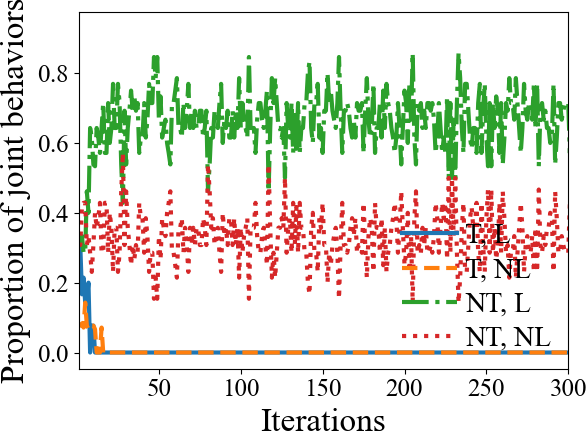 Proportion of joint behaviors
0.8
0.6
0.4
0.2
0.0
T, L
T, NL
NT, L
NT, NL
50
100
150
200
250
300
Iterations